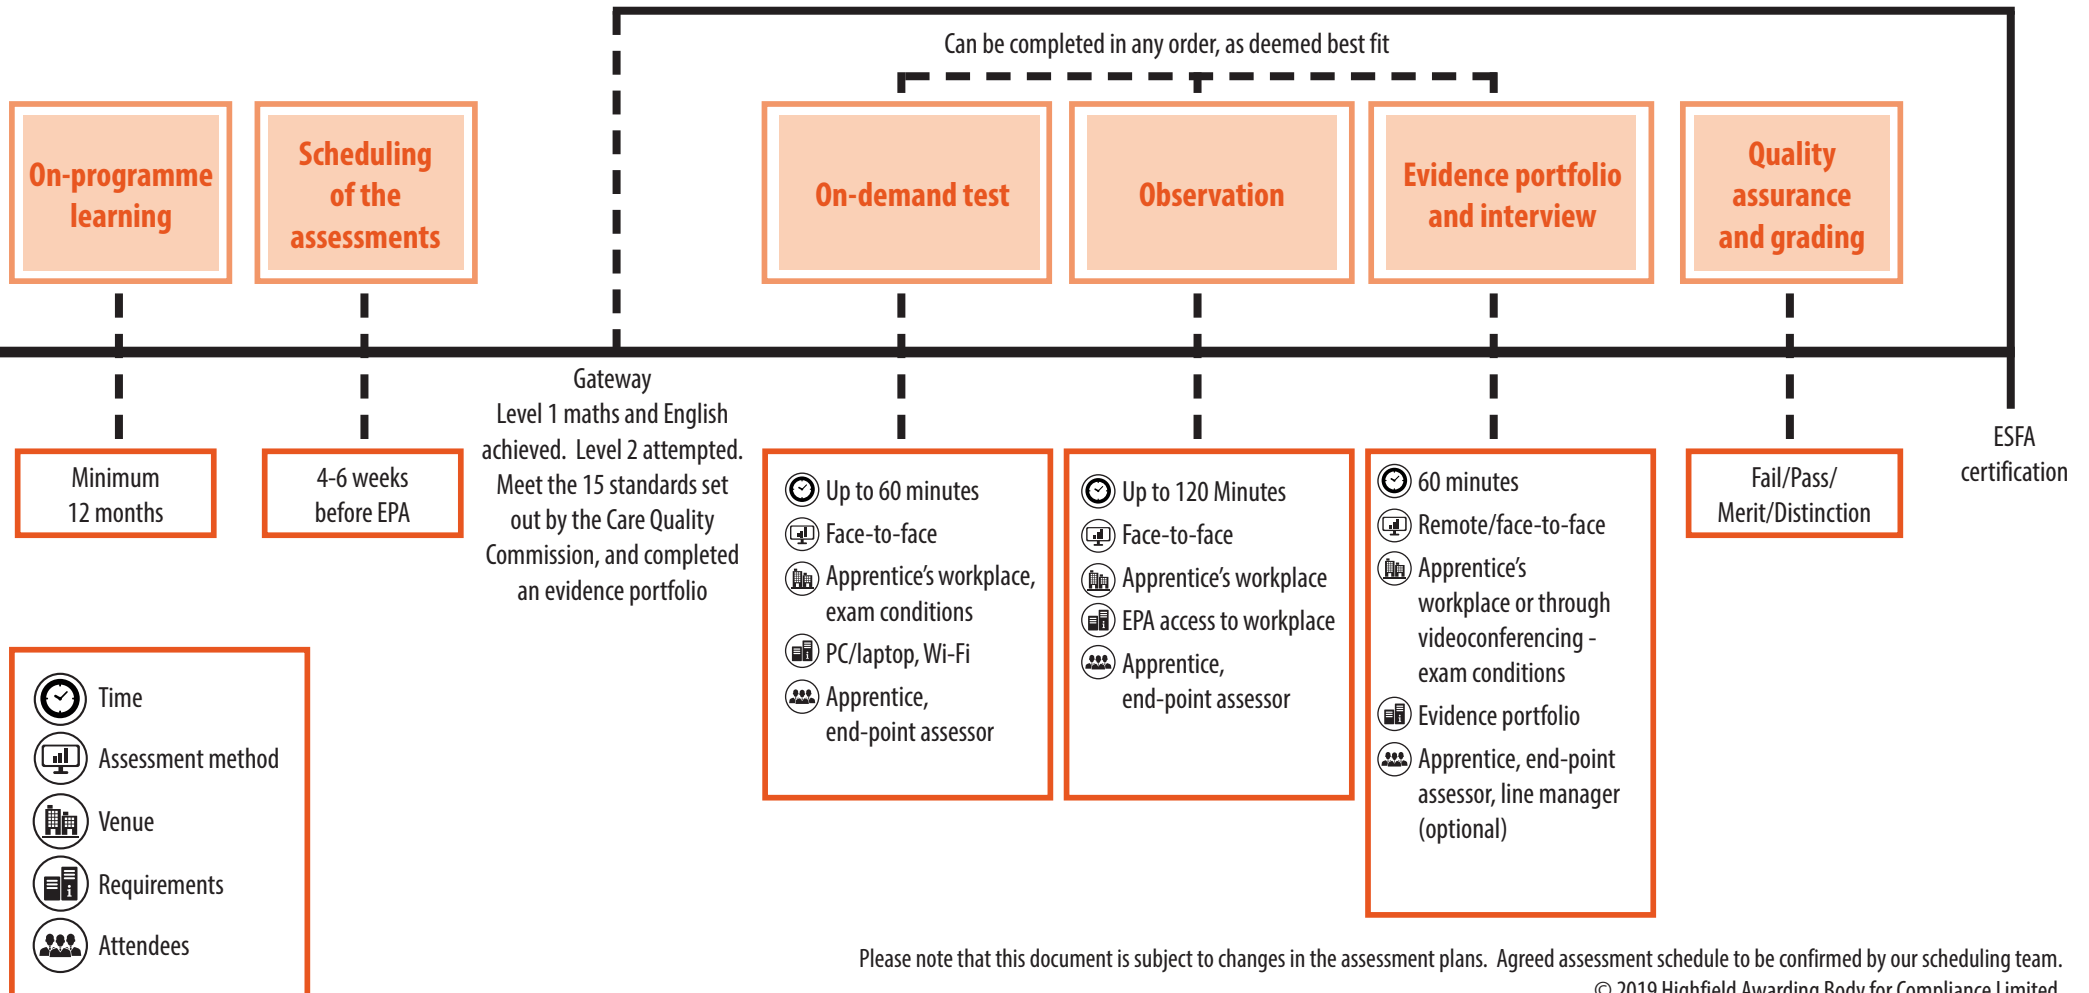 Can be completed in any order, as deemed best fit
On-programme
learning
Scheduling
of the
assessments
On-demand test
Observation
Evidence portfolio
and interview
Quality
assurance
and grading
Minimum
12 months
4-6 weeks
before EPA
Gateway
Level 1 maths and English
achieved.  Level 2 attempted.
Meet the 15 standards set
out by the Care Quality
Commission, and completed
an evidence portfolio
Up to 60 minutes
Face-to-face
Apprentice's workplace,
exam conditions
PC/laptop, Wi-Fi
Apprentice,
end-point assessor
Up to 120 Minutes
Face-to-face
Apprentice's workplace
EPA access to workplace
Apprentice,
end-point assessor
60 minutes
Remote/face-to-face
Apprentice's
workplace or through
videoconferencing -
exam conditions
Evidence portfolio
Apprentice, end-point
assessor, line manager
(optional)
Fail/Pass/
Merit/Distinction
ESFA
certification
Time
Assessment method
Venue
Requirements
Attendees
Please note that this document is subject to changes in the assessment plans.  Agreed assessment schedule to be confirmed by our scheduling team.
© 2019 Highfield Awarding Body for Compliance Limited.